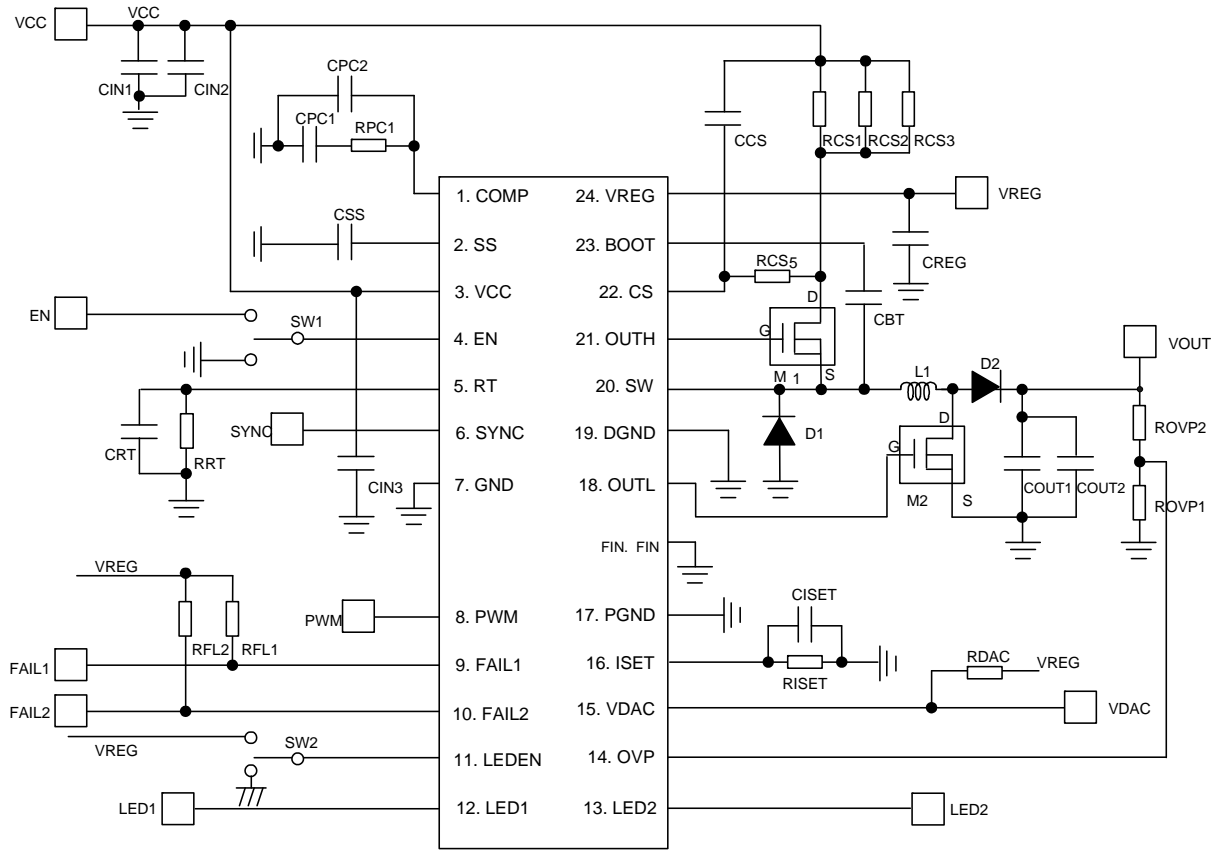 VCC
VCC
CIN1
CIN2
CPC2
CPC1
RPC1
CCS
RCS1
RCS2
RCS3
1. COMP
24. VREG
VREG
CSS
2. SS
23. BOOT
CREG
RCS5
3. VCC
22. CS
D
CBT
EN
SW1
4. EN
21. OUTH
G
S
VOUT
M 1
5. RT
20. SW
L1
D2
CRT
RRT
SYNC
6. SYNC
19. DGND
D1
D
G
ROVP2
CIN3
7. GND
18. OUTL
M2
S
COUT1
COUT2
ROVP1
FIN. FIN
VREG
RFL2
RFL1
PWM
8. PWM
17. PGND
CISET
FAIL1
9. FAIL1
16. ISET
RISET
RDAC
VREG
FAIL2
10. FAIL2
15. VDAC
VDAC
VREG
SW2
11. LEDEN
14. OVP
LED1
12. LED1
13. LED2
LED2